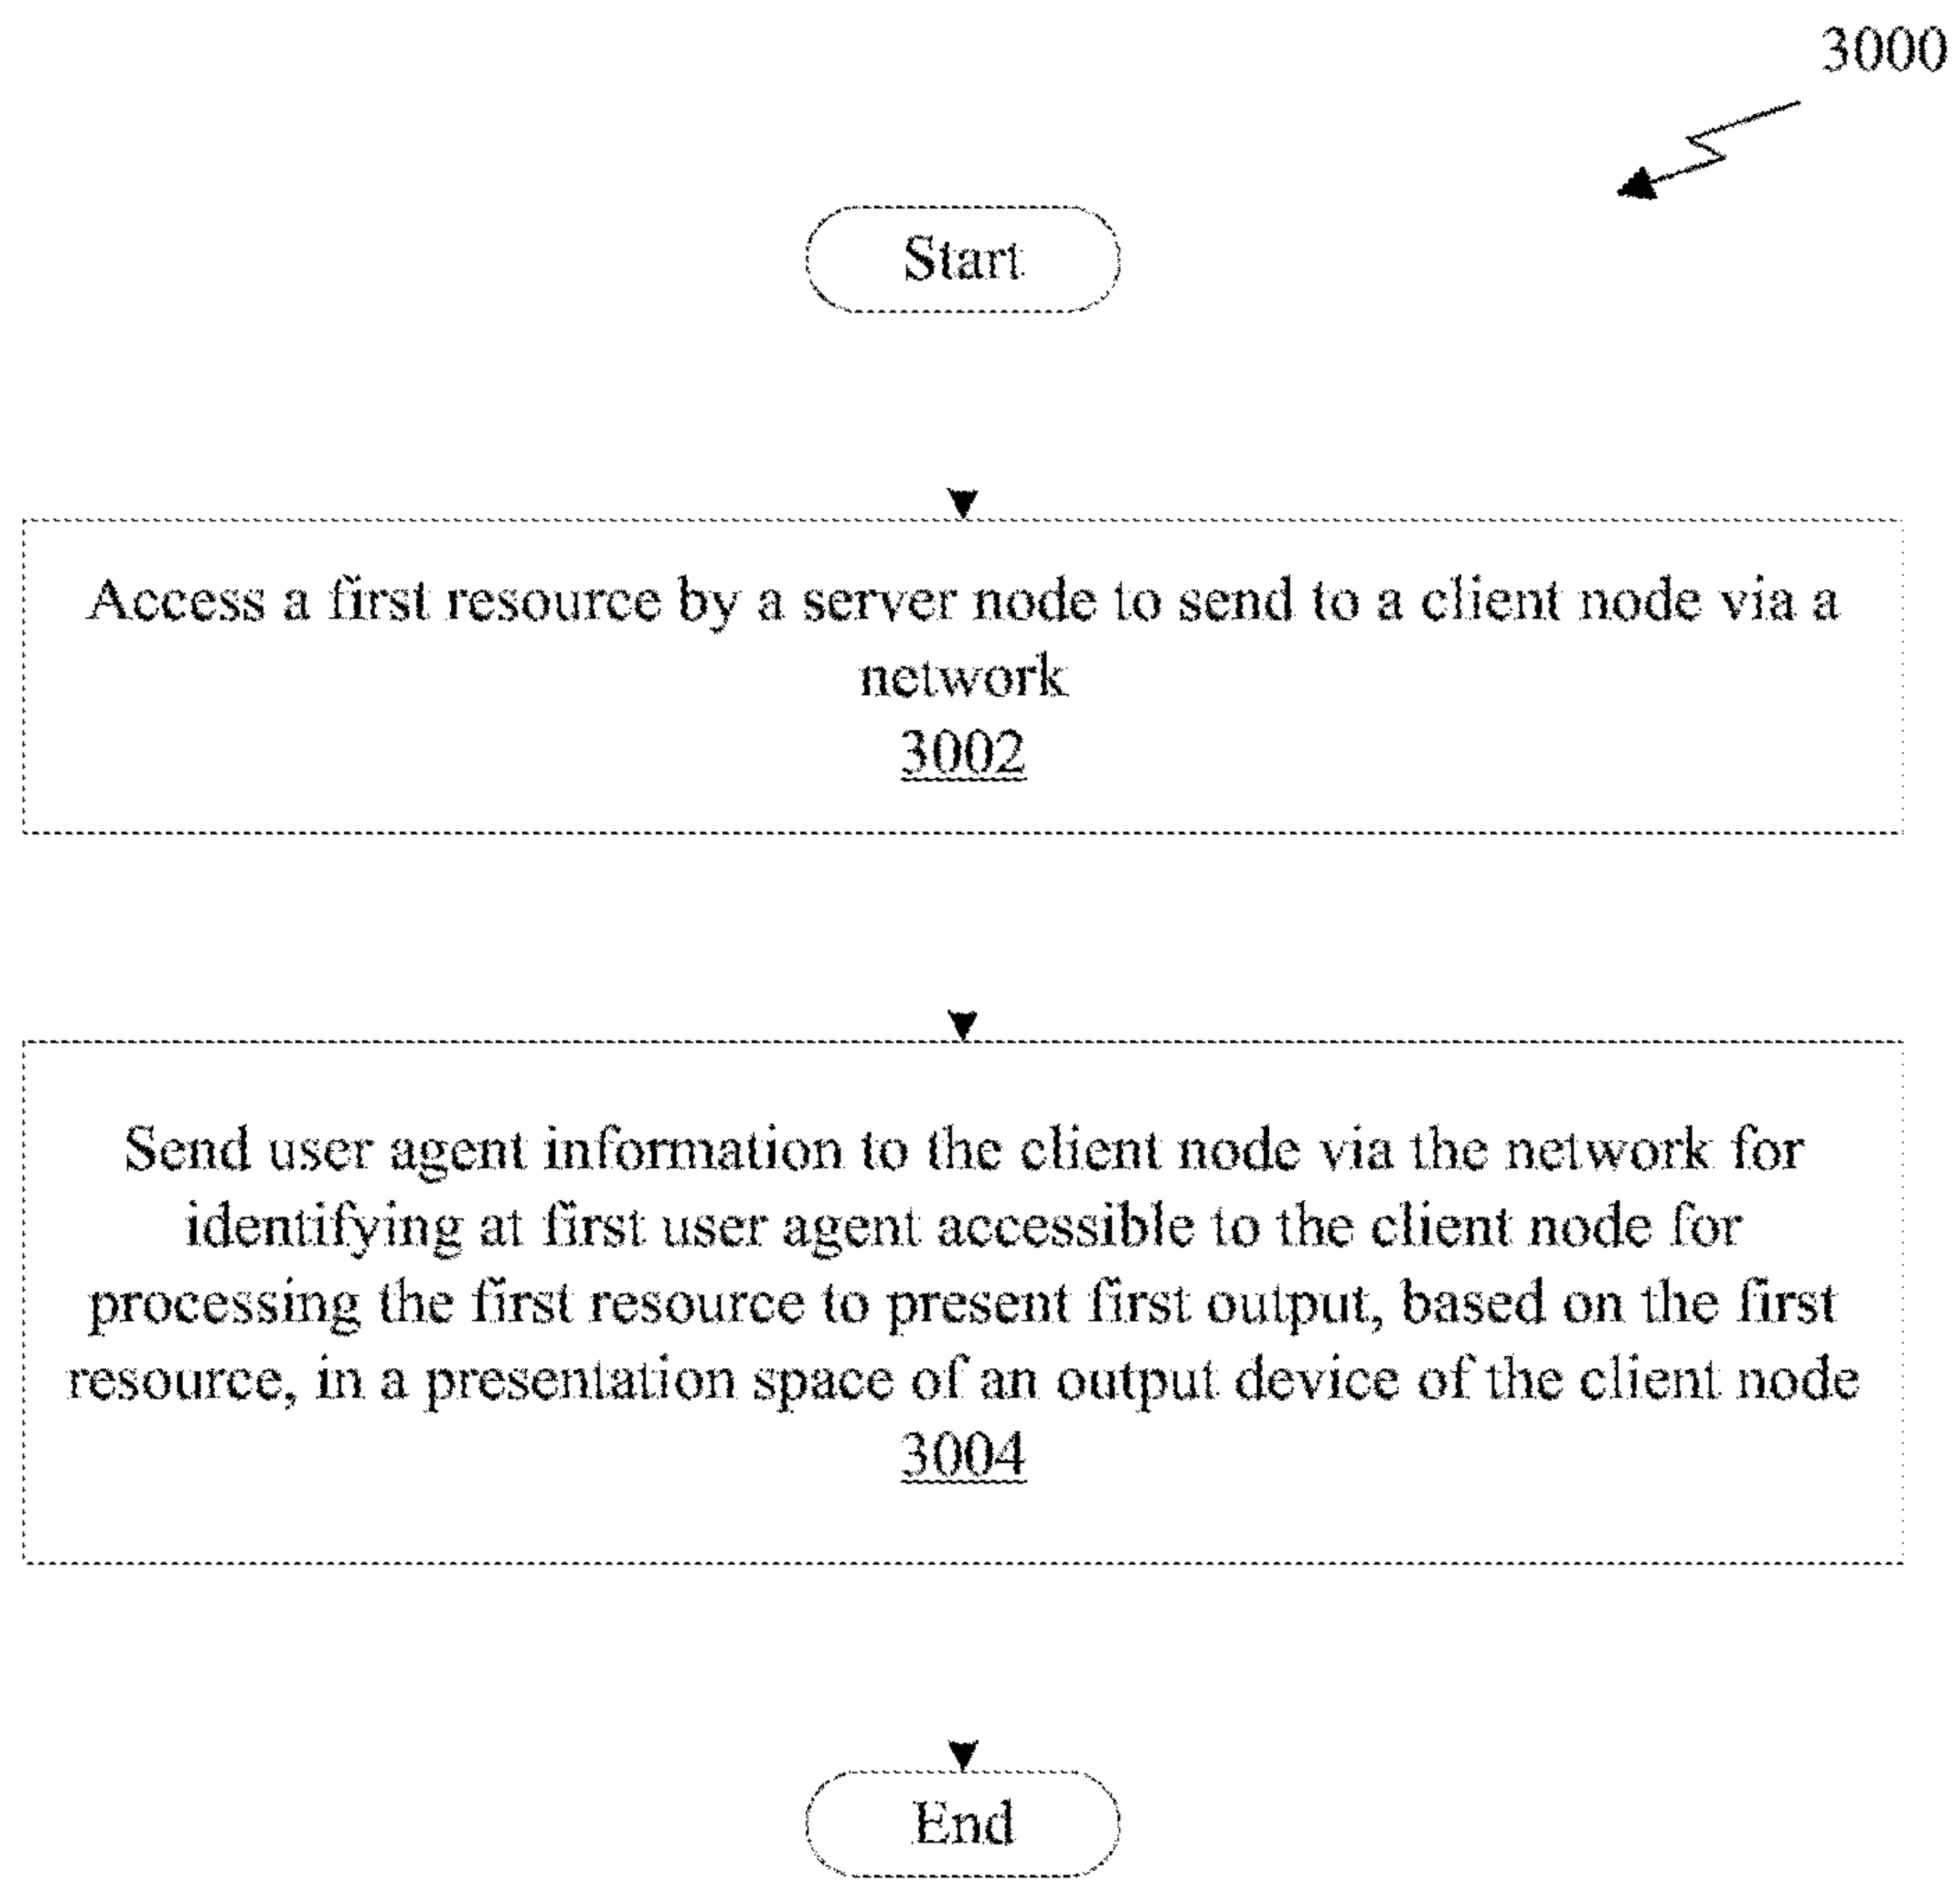 3000
Start
Access a first resource by a server node to send to a client node via a
network
3002
Send user agent information to the client node via the network for
identifying at first user agent accessible to the client node for
processing the first resource to present first output, based on the first
resource, in a presentation space of an output device of the client node
3004
End